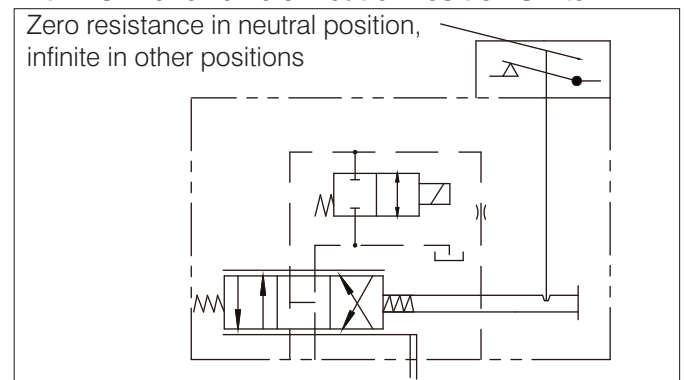 Zero resistance in neutral position,
infinite in other positions